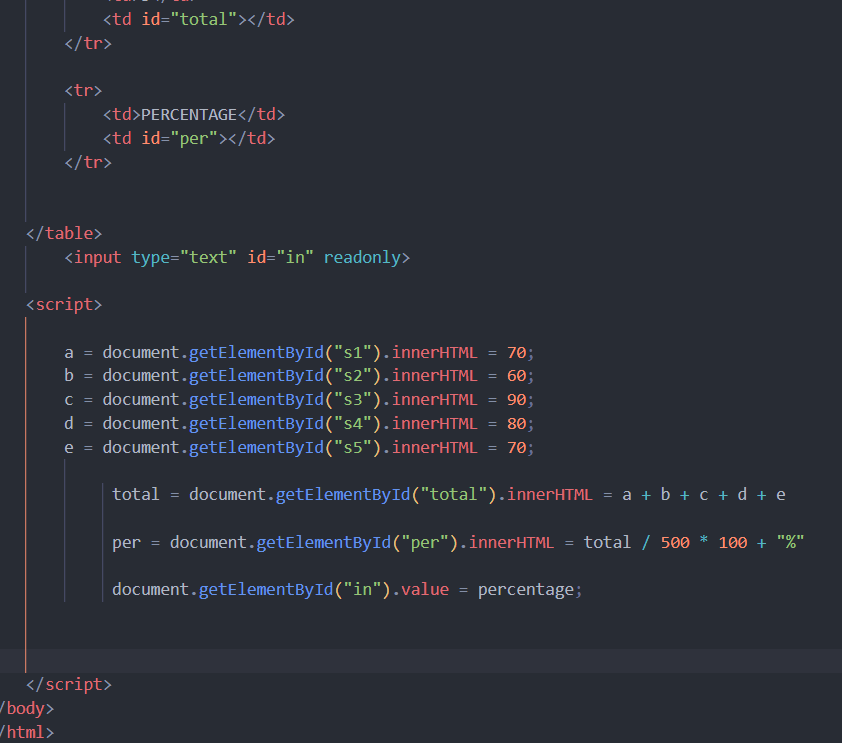 <td id="total"></td>
</tr>
<tr>
<td>PERCENTAGE</td>
<td id="per"></td>
</tr>
</table>
<input type="text" id="in" readonly>
<script>
a = document.getElementById("s1").innerHTML = 70;
b = document.getElementById("s2").innerHTML = 60;
c = document.getElementById("s3").innerHTML = 90;
d = document.getElementById("s4").innerHTML = 80;
e = document.getElementById("s5").innerHTML = 70;
total = document.getElementById("total").innerHTML = a + b + c + d + e
per = document.getElementById("per").innerHTML = total / 500 * 100 + "%"
document.getElementById("in").value = percentage;
</script>
/body>
/html>